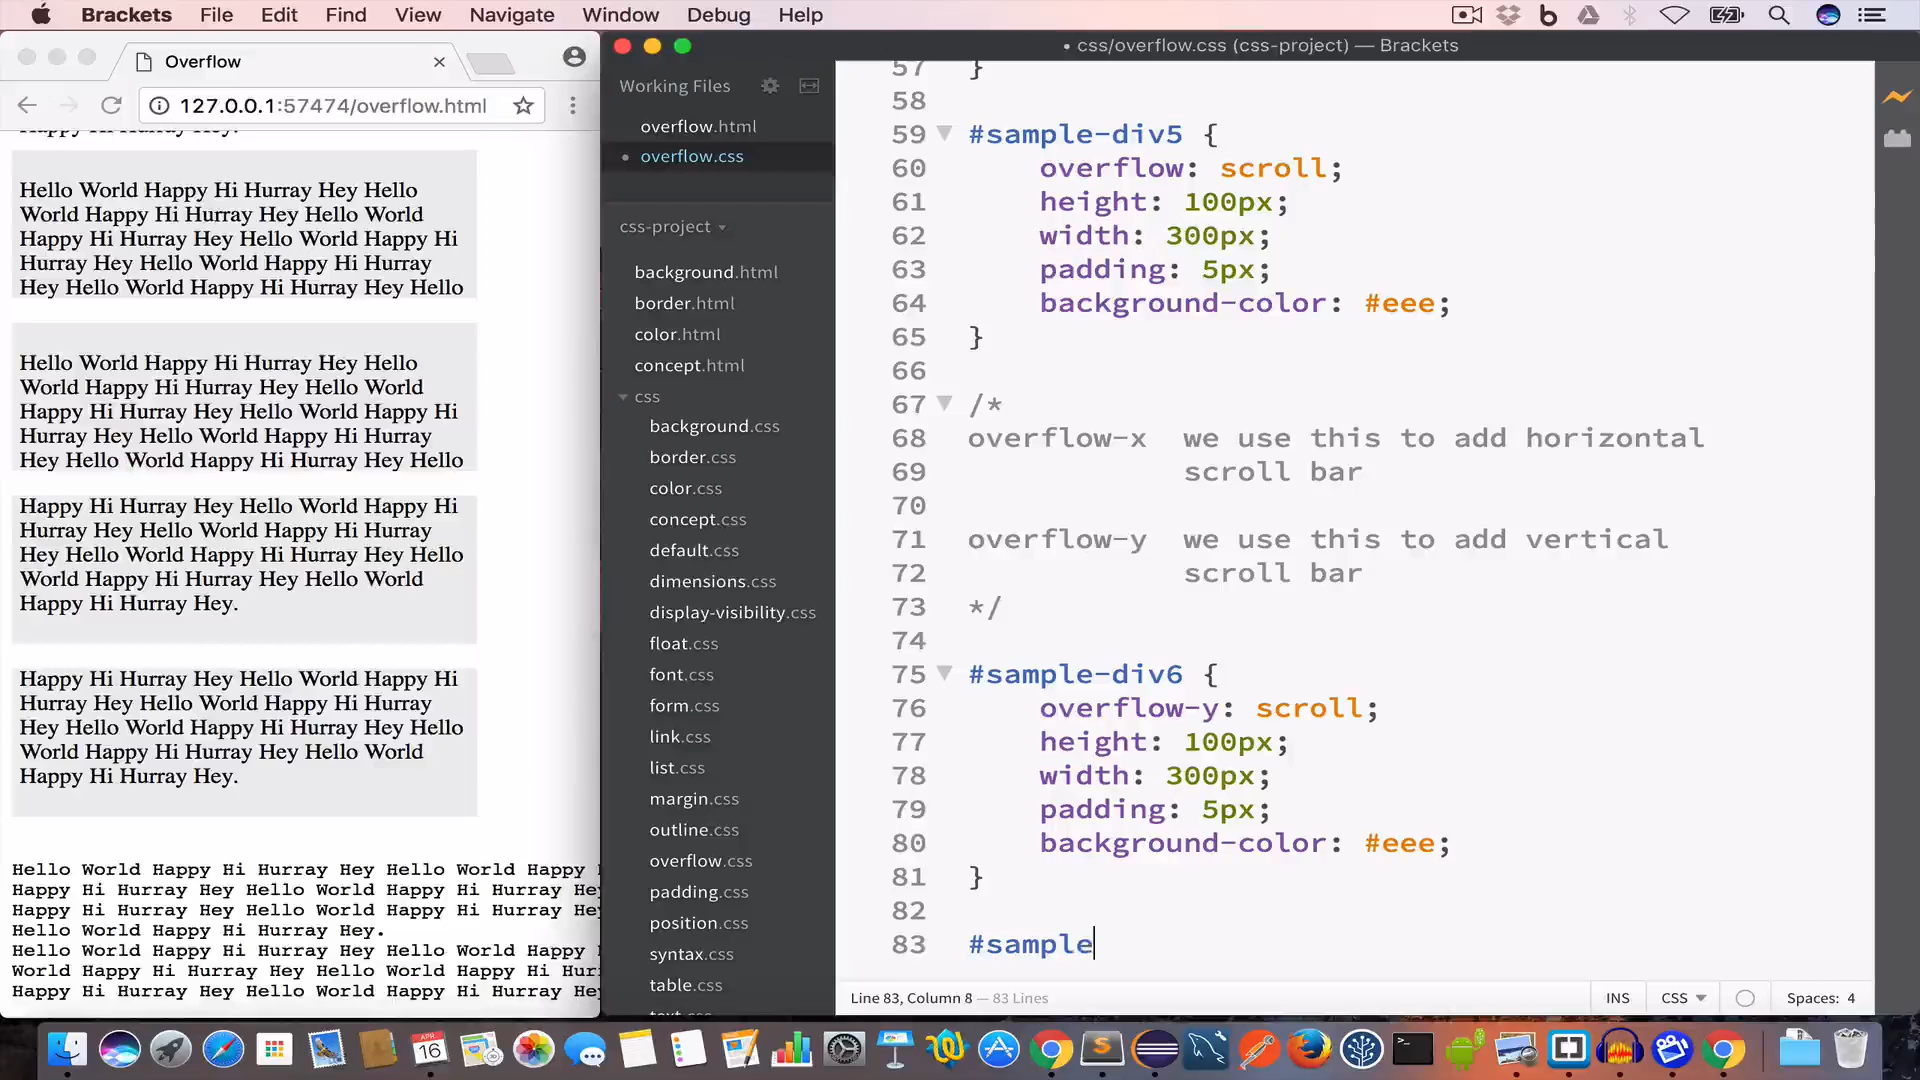 Brackets File Edit Find View Navigate Window Debug Help
Overflow
127.0.0.1:57474/overflow.html
Happy Hi Hurray Hey.
Hello World Happy Hi Hurray Hey Hello
World Happy Hi Hurray Hey Hello World
Happy Hi Hurray Hey Hello World Happy Hi
Hurray Hey Hello World Happy Hi Hurray
Hey Hello World Happy Hi Hurray Hey Hello
Hello World Happy Hi Hurray Hey Hello
World Happy Hi Hurray Hey Hello World
Happy Hi Hurray Hey Hello World Happy Hi
Hurray Hey Hello World Happy Hi Hurray
Hey Hello World Happy Hi Hurray Hey Hello
Happy Hi Hurray Hey Hello World Happy Hi
Hurray Hey Hello World Happy Hi Hurray
Hey Hello World Happy Hi Hurray Hey Hello
World Happy Hi Hurray Hey Hello World
Happy Hi Hurray Hey.
Happy Hi Hurray Hey Hello World Happy Hi
Hurray Hey Hello World Happy Hi Hurray
Hey Hello World Happy Hi Hurray Hey Hello
World Happy Hi Hurray Hey Hello World
Happy Hi Hurray Hey.
Hello World Happy Hi Hurray Hey Hello World Happy
Happy Hi Hurray Hey Hello World Happy Hi Hurray Hey
Happy Hi Hurray Hey Hello World Happy Hi Hurray Hey
Hello World Happy Hi Hurray Hey.
Hello World Happy Hi Hurray Hey Hello World Happy
World Happy Hi Hurray Hey Hello World Happy Hi Hur
Happy Hi Hurray Hey Hello World Happy Hi Hurray Hey
• css/overflow.css (css-project) — Brackets
Working Files
overflow.html
• overflow.css
css-project
background.html
border.html
color.html
concept.html
css
background.css
border.css
color.css
concept.css
default.css
dimensions.css
display-visibility.css
float.css
font.css
form.css
link.css
list.css
margin.css
outline.css
overflow.css
padding.css
position.css
syntax.css
table.css
text.css
57 }
58
59 #sample-div5 {
60 overflow: scroll;
61 height: 100px;
62 width: 300px;
63 padding: 5px;
64 background-color: #eee;
65 }
66
67 /*
68 overflow-x we use this to add horizontal
69 scroll bar
70
71 overflow-y we use this to add vertical
72 scroll bar
73 */
74
75 #sample-div6 {
76 overflow-y: scroll;
77 height: 100px;
78 width: 300px;
79 padding: 5px;
80 background-color: #eee;
81 }
82
83 #sample
Line 83, Column 8 — 83 Lines
INS CSS Spaces: 4
APR
16